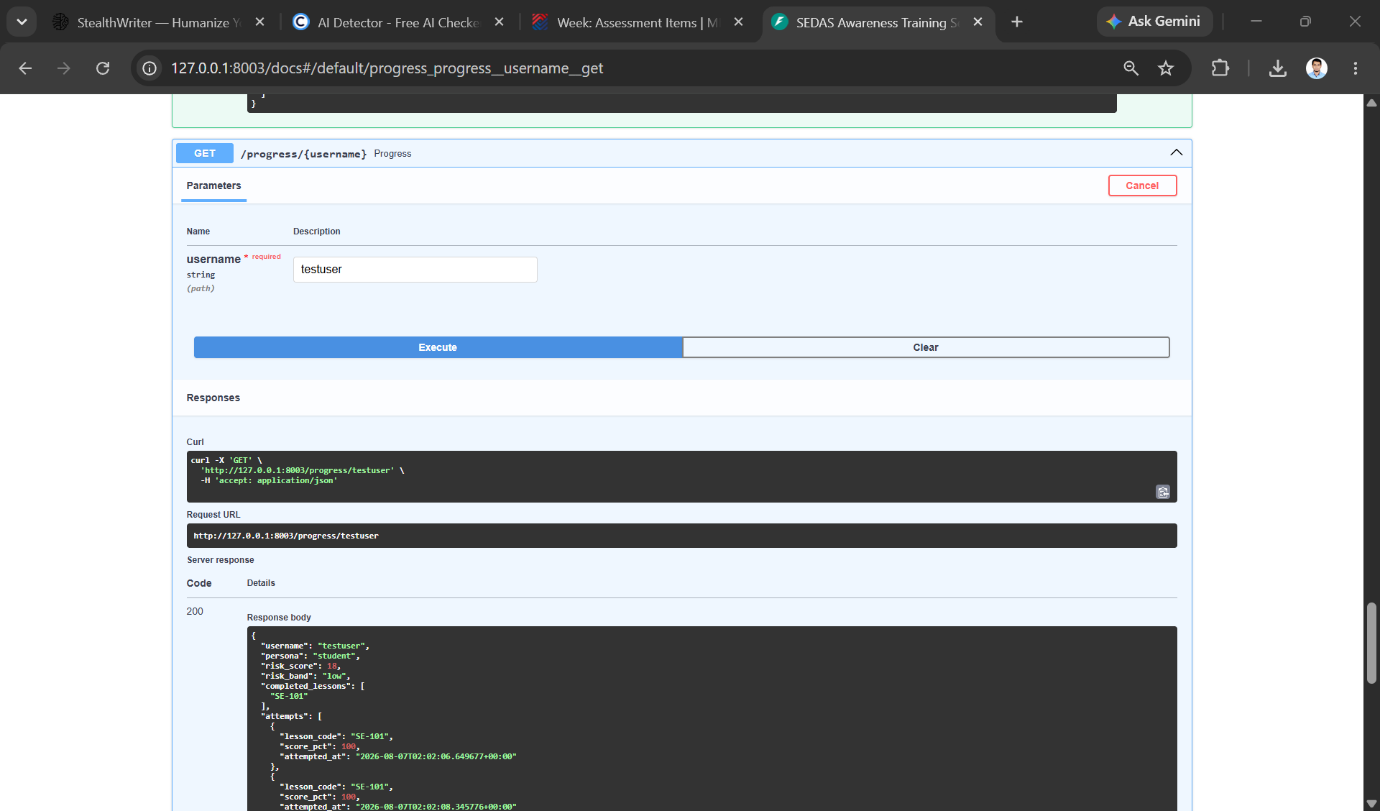 StealthWriter — Humanize Y
AI Detector - Free AI Checke
Week: Assessment Items | M
SEDAS Awareness Training S
Ask Gemini
127.0.0.1:8003/docs#/default/progress_progress__username__get
]
}
GET /progress/{username} Progress
Parameters
Cancel
Name Description
username * required
string
(path)
testuser
Execute
Clear
Responses
Curl
curl -X 'GET' \
'http://127.0.0.1:8003/progress/testuser' \
-H 'accept: application/json'
Request URL
http://127.0.0.1:8003/progress/testuser
Server response
Code Details
200
Response body
{
"username": "testuser",
"persona": "student",
"risk_score": 18,
"risk_band": "low",
"completed_lessons": [
"SE-101"
],
"attempts": [
{
"lesson_code": "SE-101",
"score_pct": 100,
"attempted_at": "2026-08-07T02:02:06.649677+00:00"
},
{
"lesson_code": "SE-101",
"score_pct": 100,
"attempted_at": "2026-08-07T02:02:08.345776+00:00"